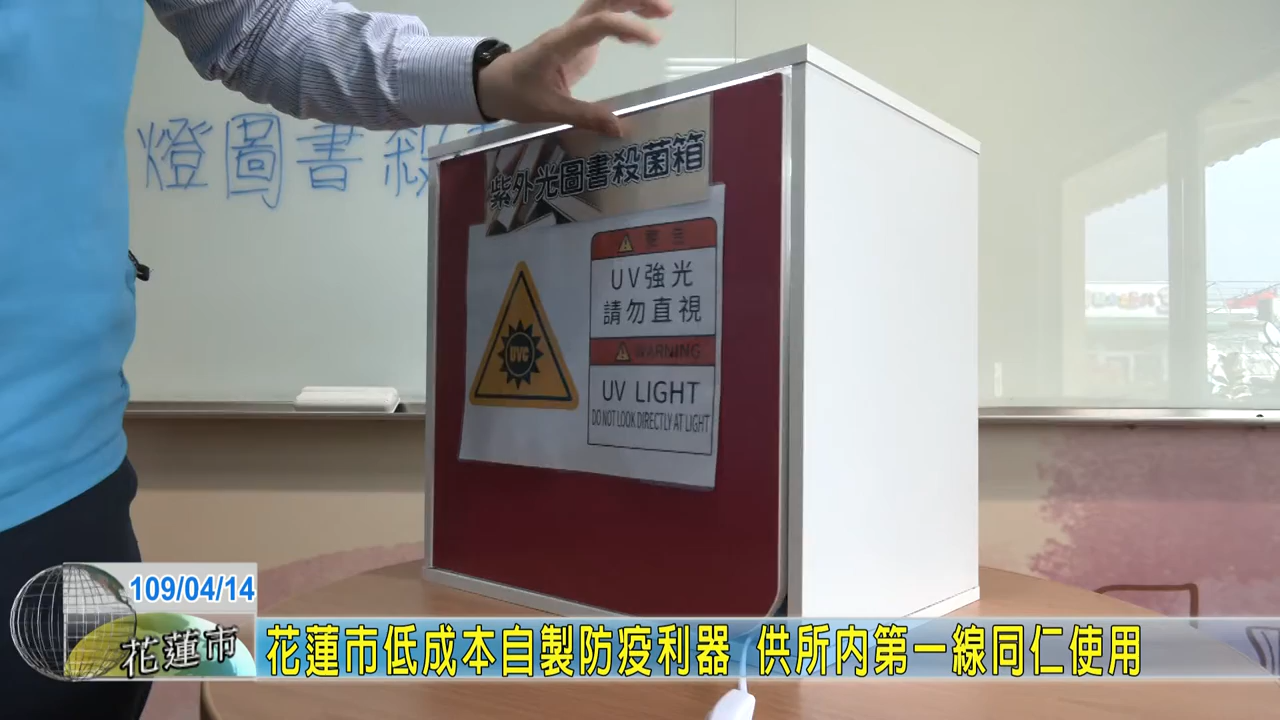 燈圖書殺
紫外光圖書殺菌箱
警告
UV強光
請勿直視
WARNING
UV LIGHT
DO NOT LOOK DIRECTLY AT LIGHT
UVC
109/04/14
花蓮市
花蓮市低成本自製防疫利器 供所內第一線同仁使用